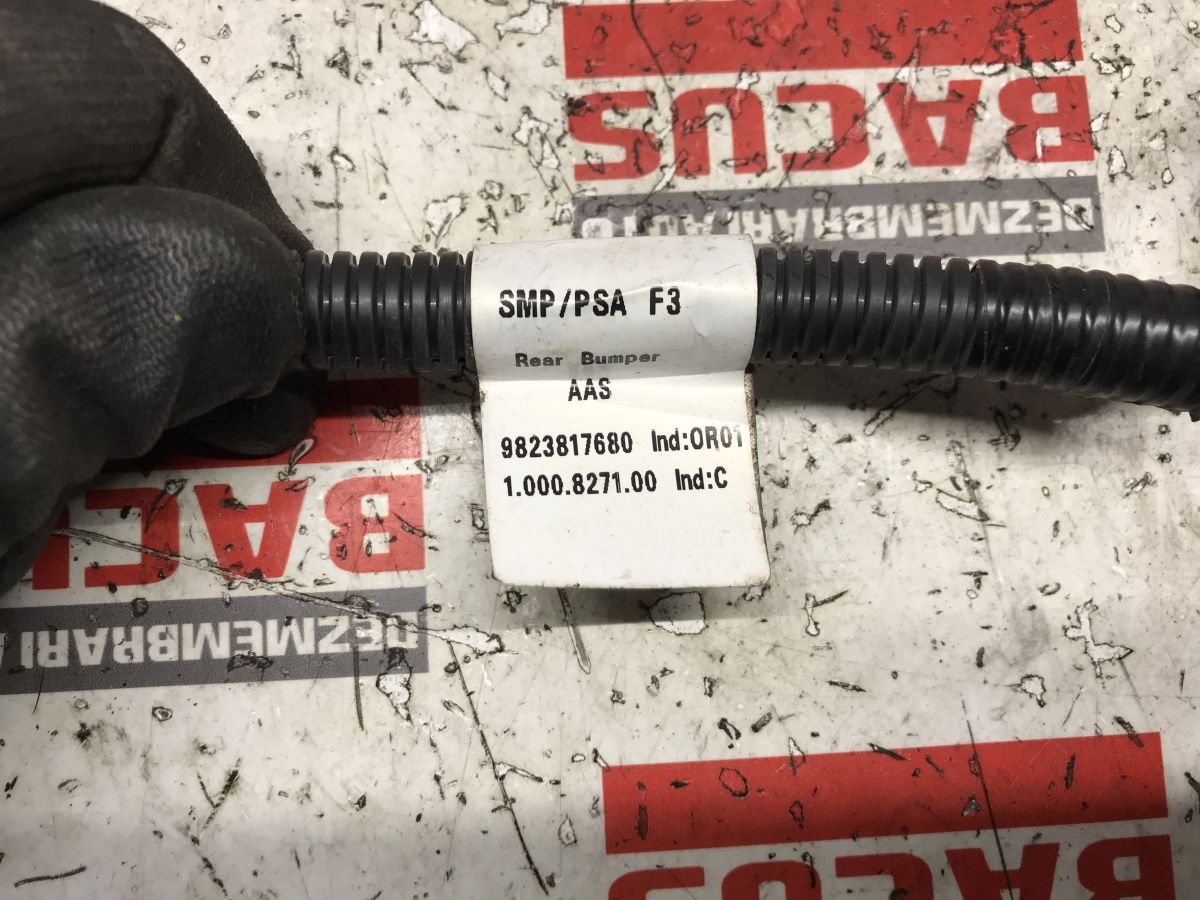 BACUS
DEZMEMBRARI AUTO
SMP/PSA F3
Rear Bumper
AAS
9823817680 Ind:OR01
1.000.8271.00 Ind:C
BACU
DEZMEMBRARI
BACUS